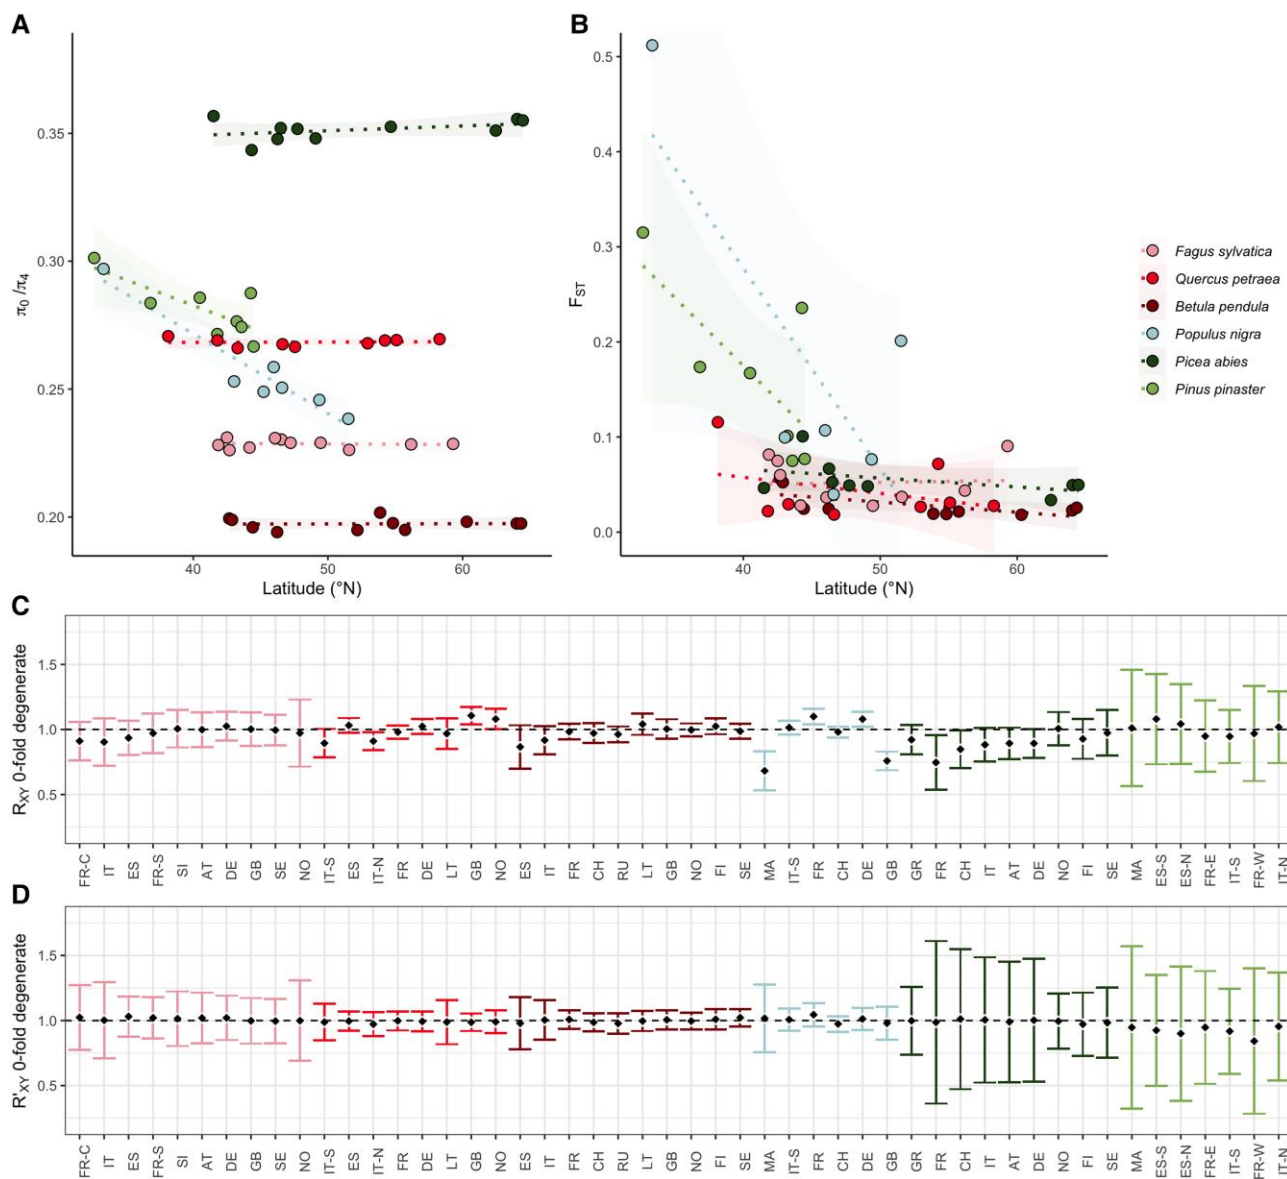 A
B
0.35
0.30
0.25
0.20
π0 /π4
40
50
60
Latitude (°N)
0.5
0.4
0.3
0.2
0.1
0.0
FST
40
50
60
Latitude (°N)
Fagus sylvatica
Quercus petraea
Betula pendula
Populus nigra
Picea abies
Pinus pinaster
C
1.5
1.0
0.5
RXY 0-fold degenerate
FR-C IT ES FR-S SI AT DE GB SE NO IT-S ES IT-N FR DE LT GB NO ES IT FR CH RU LT GB NO FI SE MA IT-S FR CH DE GB GR FR CH IT AT DE NO FI SE MA ES-S ES-N FR-E IT-S FR-W IT-N
D
1.5
1.0
0.5
R'XY 0-fold degenerate
FR-C IT ES FR-S SI AT DE GB SE NO IT-S ES IT-N FR DE LT GB NO ES IT FR CH RU LT GB NO FI SE MA IT-S FR CH DE GB GR FR CH IT AT DE NO FI SE MA ES-S ES-N FR-E IT-S FR-W IT-N